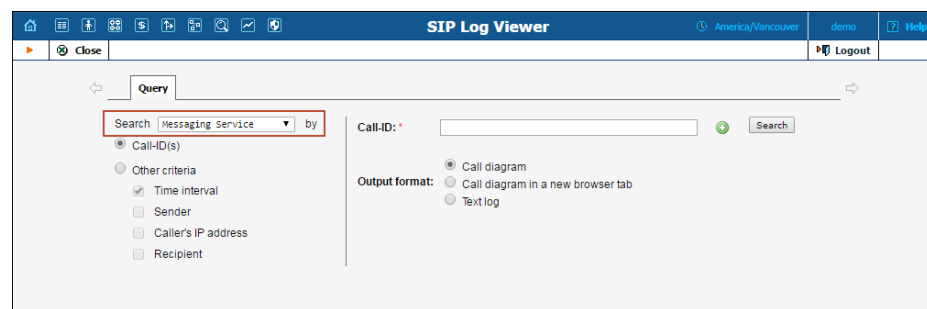 SIP Log Viewer America/Vancouver demo ? Help
Close Logout
Query
Search Messaging Service by
Call-ID(s)
Other criteria
Time interval
Sender
Caller's IP address
Recipient
Call-ID: * Search
Output format:
Call diagram
Call diagram in a new browser tab
Text log